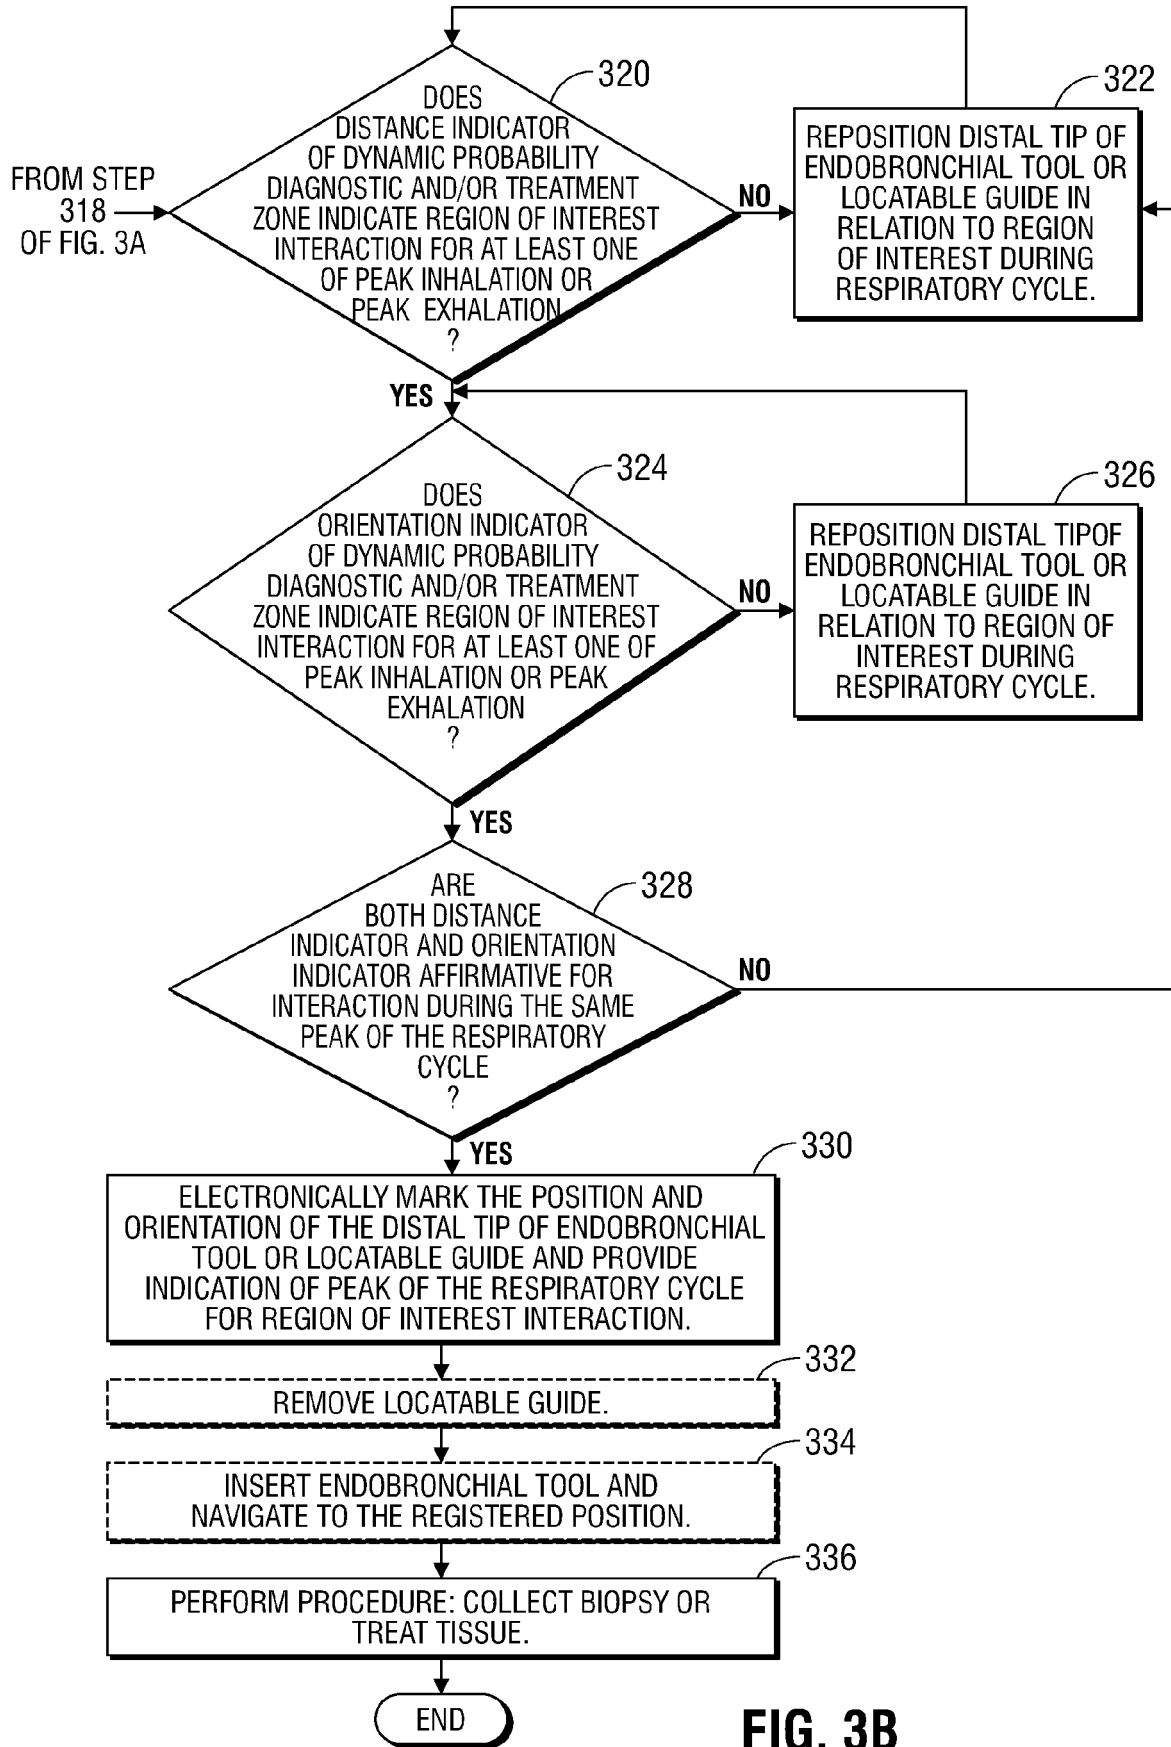 320
DOES
DISTANCE INDICATOR
OF DYNAMIC PROBABILITY
DIAGNOSTIC AND/OR TREATMENT
ZONE INDICATE REGION OF INTEREST
INTERACTION FOR AT LEAST ONE
OF PEAK INHALATION OR
PEAK EXHALATION
?
FROM STEP
318
OF FIG. 3A
NO
322
REPOSITION DISTAL TIP OF
ENDOBRONCHIAL TOOL OR
LOCATABLE GUIDE IN
RELATION TO REGION
OF INTEREST DURING
RESPIRATORY CYCLE.
YES
324
DOES
ORIENTATION INDICATOR
OF DYNAMIC PROBABILITY
DIAGNOSTIC AND/OR TREATMENT
ZONE INDICATE REGION OF INTEREST
INTERACTION FOR AT LEAST ONE OF
PEAK INHALATION OR PEAK
EXHALATION
?
NO
326
REPOSITION DISTAL TIPOF
ENDOBRONCHIAL TOOL OR
LOCATABLE GUIDE IN
RELATION TO REGION OF
INTEREST DURING
RESPIRATORY CYCLE.
YES
328
ARE
BOTH DISTANCE
INDICATOR AND ORIENTATION
INDICATOR AFFIRMATIVE FOR
INTERACTION DURING THE SAME
PEAK OF THE RESPIRATORY
CYCLE
?
NO
YES
330
ELECTRONICALLY MARK THE POSITION AND
ORIENTATION OF THE DISTAL TIP OF ENDOBRONCHIAL
TOOL OR LOCATABLE GUIDE AND PROVIDE
INDICATION OF PEAK OF THE RESPIRATORY CYCLE
FOR REGION OF INTEREST INTERACTION.
332
REMOVE LOCATABLE GUIDE.
334
INSERT ENDOBRONCHIAL TOOL AND
NAVIGATE TO THE REGISTERED POSITION.
336
PERFORM PROCEDURE: COLLECT BIOPSY OR
TREAT TISSUE.
END
FIG. 3B